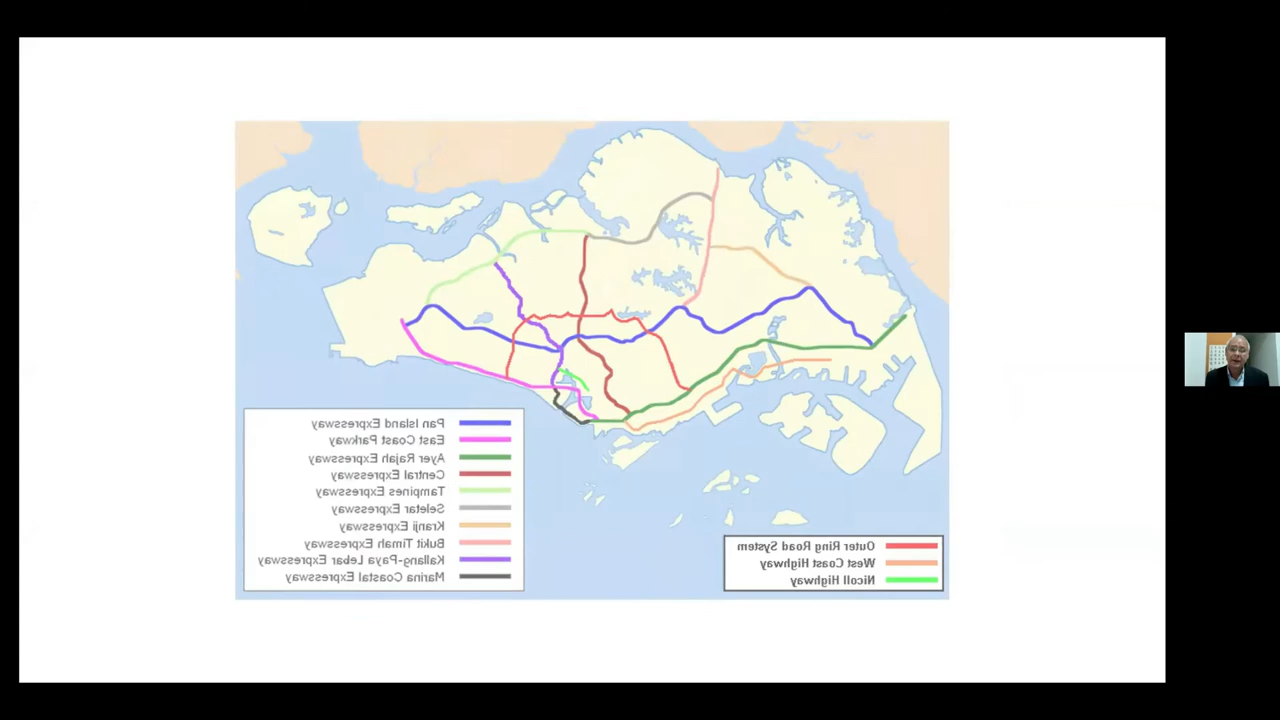 Pan Island Expressway
East Coast Parkway
Ayer Rajah Expressway
Central Expressway
Tampines Expressway
Seletar Expressway
Kranji Expressway
Bukit Timah Expressway
Kallang-Paya Lebar Expressway
Marina Coastal Expressway
Outer Ring Road System
West Coast Highway
Nicoll Highway